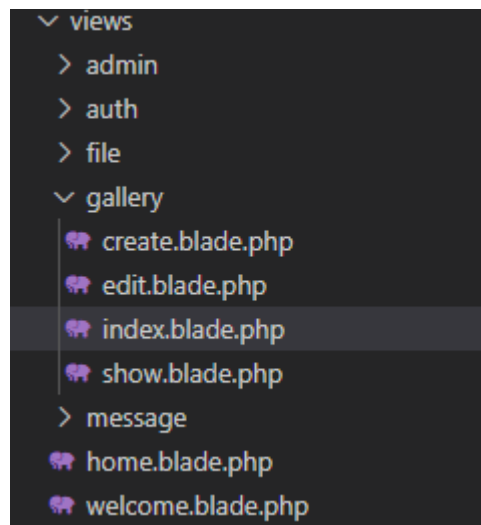 views
admin
auth
file
gallery
create.blade.php
edit.blade.php
index.blade.php
show.blade.php
message
home.blade.php
welcome.blade.php